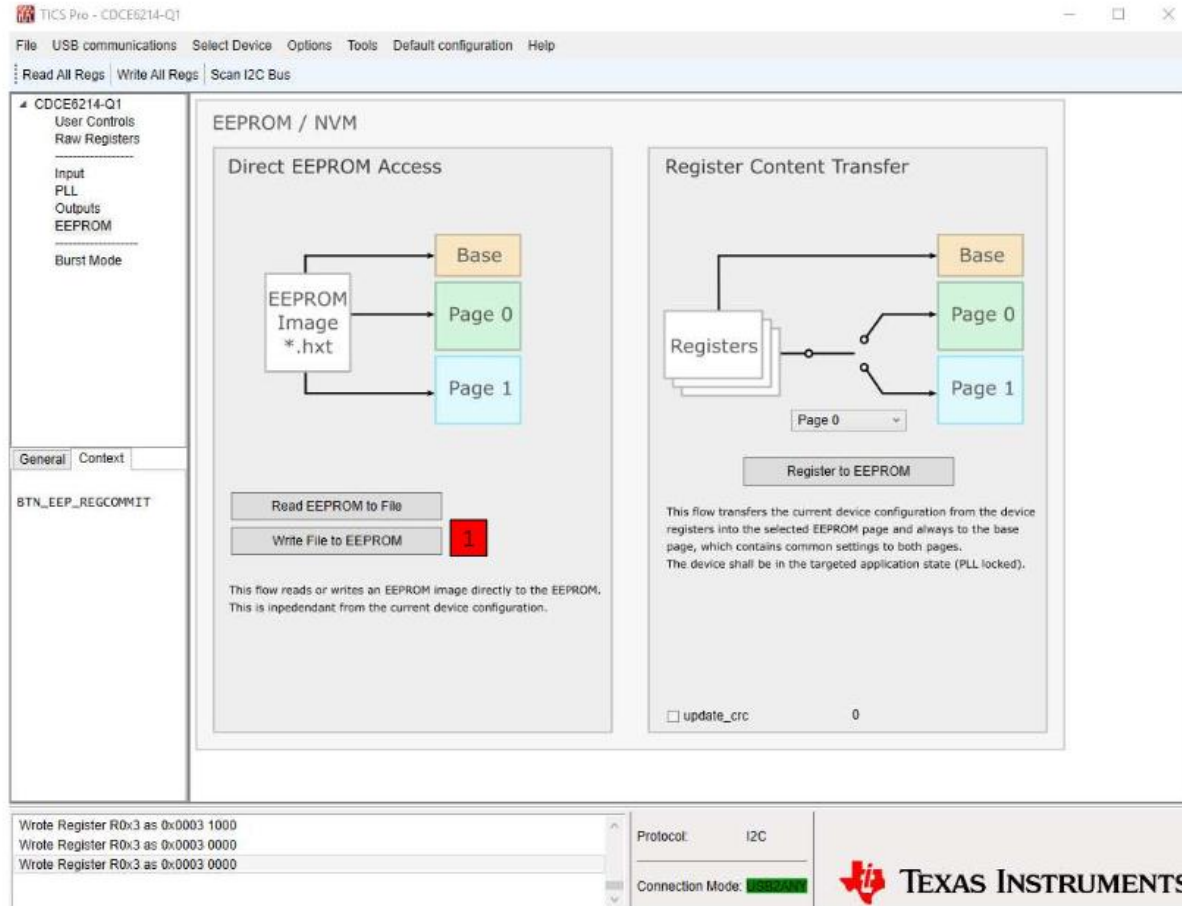 TICS Pro - CDCE6214-Q1
File USB communications Select Device Options Tools Default configuration Help
Read All Regs Write All Regs Scan I2C Bus
CDCE6214-Q1
User Controls
Raw Registers
------------------
Input
PLL
Outputs
EEPROM
-------------------
Burst Mode
General Context
BTN_EEP_REGCOMMIT
EEPROM / NVM
Direct EEPROM Access
EEPROM
Image
*.hxt
Base
Page 0
Page 1
Read EEPROM to File
Write File to EEPROM 1
This flow reads or writes an EEPROM image directly to the EEPROM.
This is inpedendant from the current device configuration.
Register Content Transfer
Registers
Base
Page 0
Page 1
Page 0
Register to EEPROM
This flow transfers the current device configuration from the device
registers into the selected EEPROM page and always to the base
page, which contains common settings to both pages.
The device shall be in the targeted application state (PLL locked).
update_crc 0
Wrote Register R0x3 as 0x0003 1000
Wrote Register R0x3 as 0x0003 0000
Wrote Register R0x3 as 0x0003 0000
Protocol: I2C
Connection Mode: USB2ANY
TEXAS INSTRUMENTS